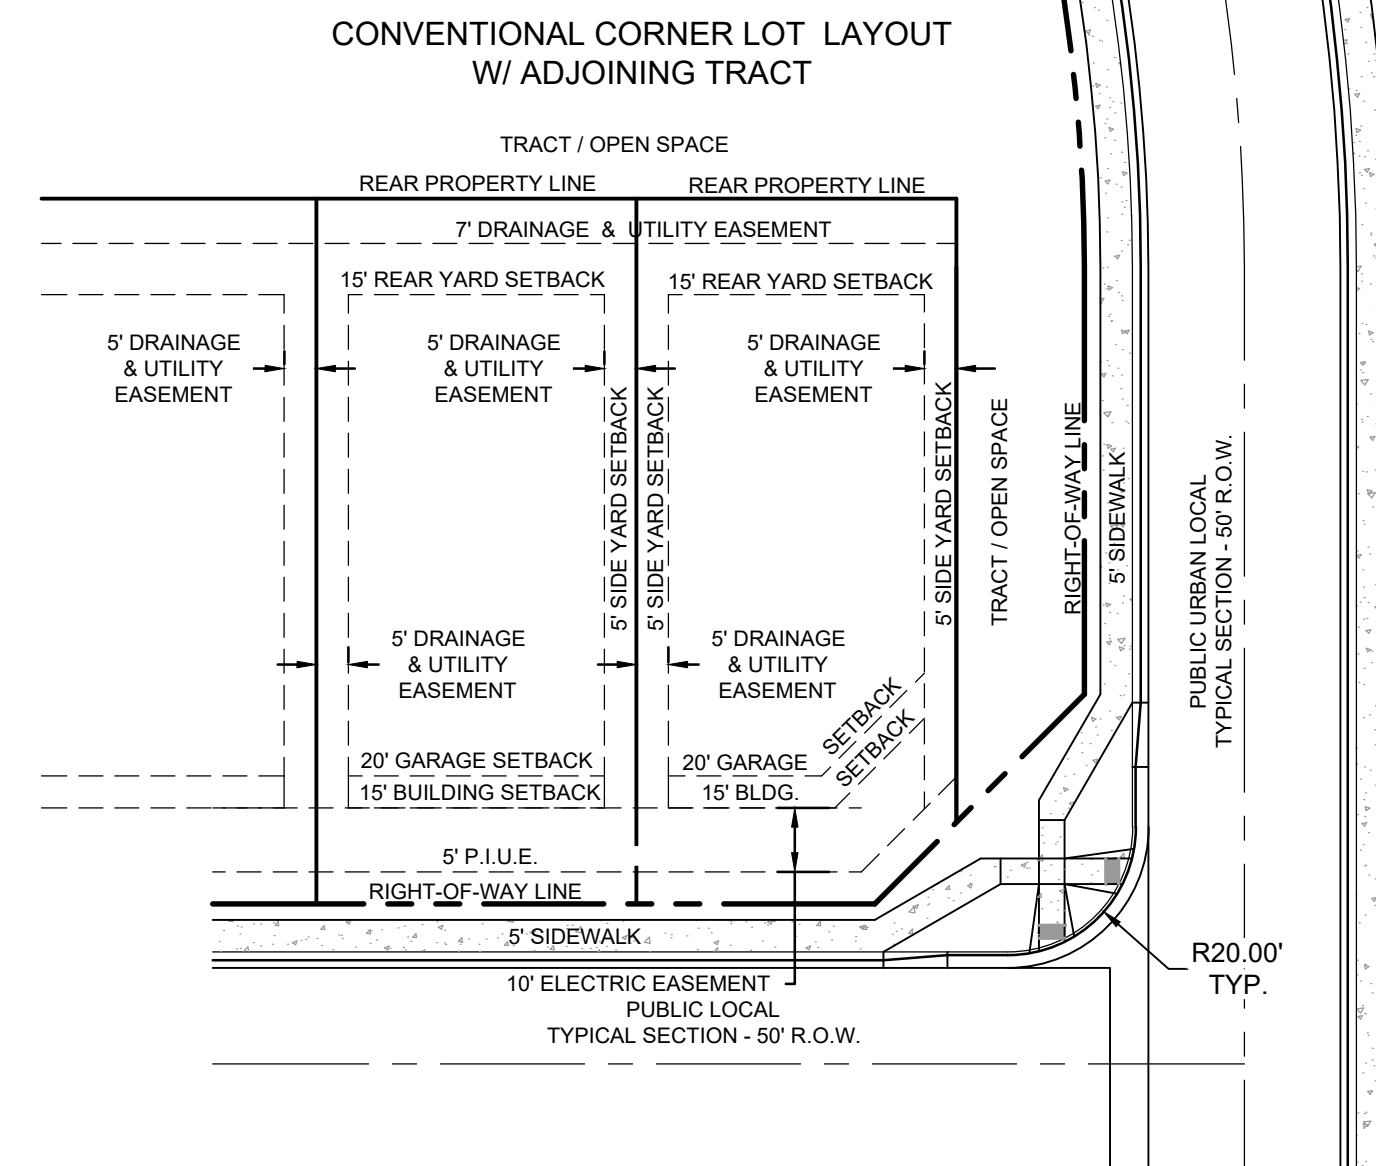 CONVENTIONAL CORNER LOT LAYOUT
W/ ADJOINING TRACT
TRACT / OPEN SPACE
REAR PROPERTY LINE
REAR PROPERTY LINE
7' DRAINAGE & UTILITY EASEMENT
15' REAR YARD SETBACK
15' REAR YARD SETBACK
5' DRAINAGE
& UTILITY
EASEMENT
5' DRAINAGE
& UTILITY
EASEMENT
5' DRAINAGE
& UTILITY
EASEMENT
5' SIDE YARD SETBACK
5' SIDE YARD SETBACK
5' SIDE YARD SETBACK
TRACT / OPEN SPACE
RIGHT-OF-WAY LINE
5' SIDEWALK
PUBLIC URBAN LOCAL
TYPICAL SECTION - 50' R.O.W.
5' DRAINAGE
& UTILITY
EASEMENT
5' DRAINAGE
& UTILITY
EASEMENT
20' GARAGE SETBACK
15' BUILDING SETBACK
20' GARAGE
SETBACK
15' BLDG.
SETBACK
5' P.I.U.E.
RIGHT-OF-WAY LINE
5' SIDEWALK
10' ELECTRIC EASEMENT
PUBLIC LOCAL
TYPICAL SECTION - 50' R.O.W.
R20.00'
TYP.